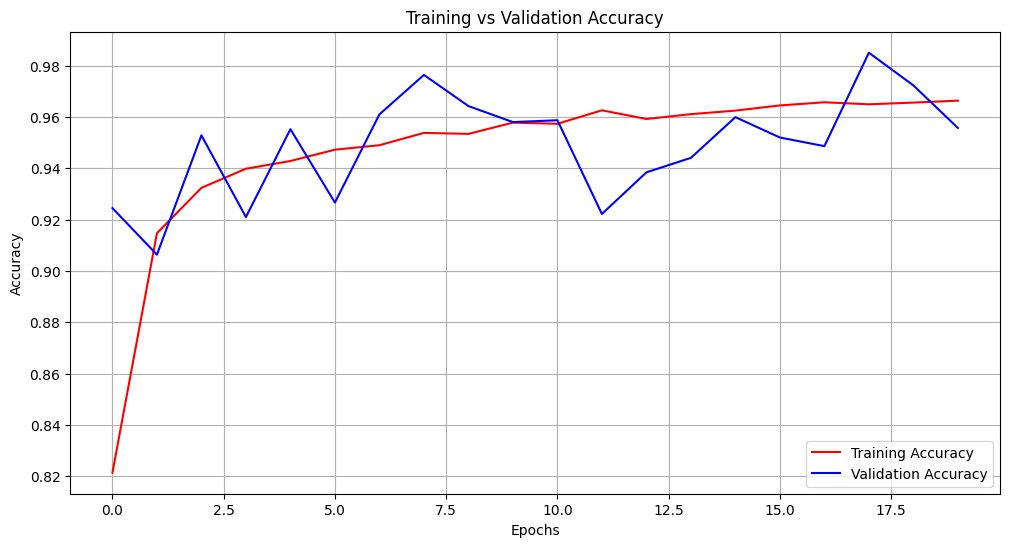 Training vs Validation Accuracy
0.98
0.96
0.94
0.92
0.90
0.88
0.86
0.84
0.82
Accuracy
Training Accuracy
Validation Accuracy
0.0 2.5 5.0 7.5 10.0 12.5 15.0 17.5
Epochs